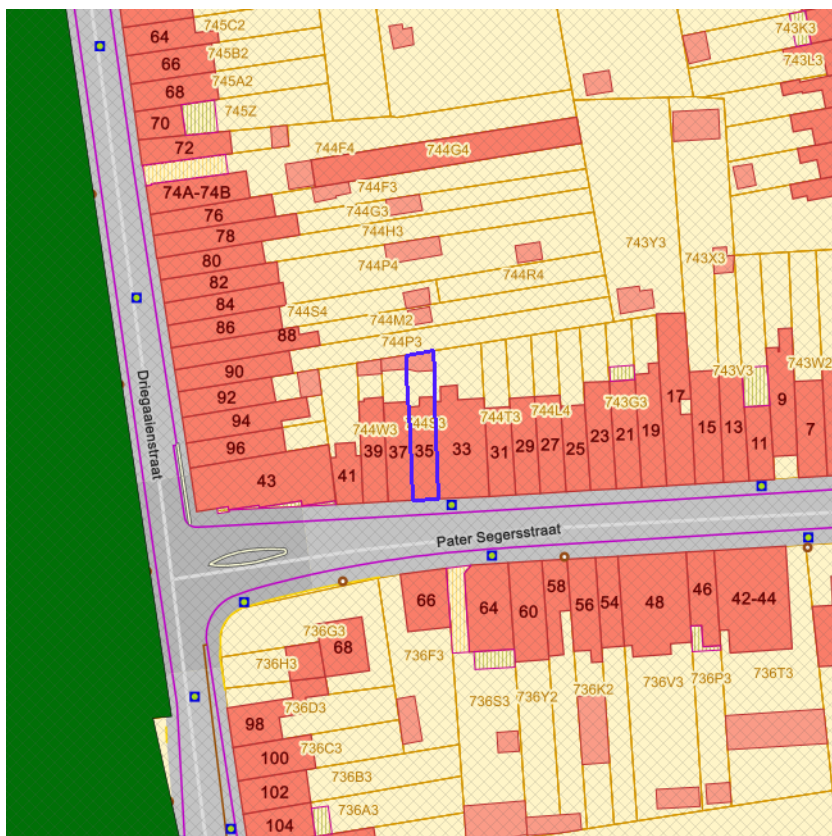 64
745C2
66
745B2
68
745A2
70
745Z
72
743K3
743L3
744F4
744G4
74A-74B
744F3
76
744G3
78
744H3
80
744P4
743Y3
743X3
82
744R4
84
744S4
86
744M2
88
744P3
90
92
94
96
43
41
39
37
35
33
31
29
27
25
23
21
19
17
15
13
11
9
7
744W3
744S3
744T3
744L4
743G3
743V3
743W2
Driegaaienstraat
Pater Segersstraat
66
64
60
58
56
54
48
46
42-44
736G3
68
736H3
736F3
736D3
98
736C3
100
736B3
102
736A3
104
736S3
736Y2
736K2
736V3
736P3
736T3